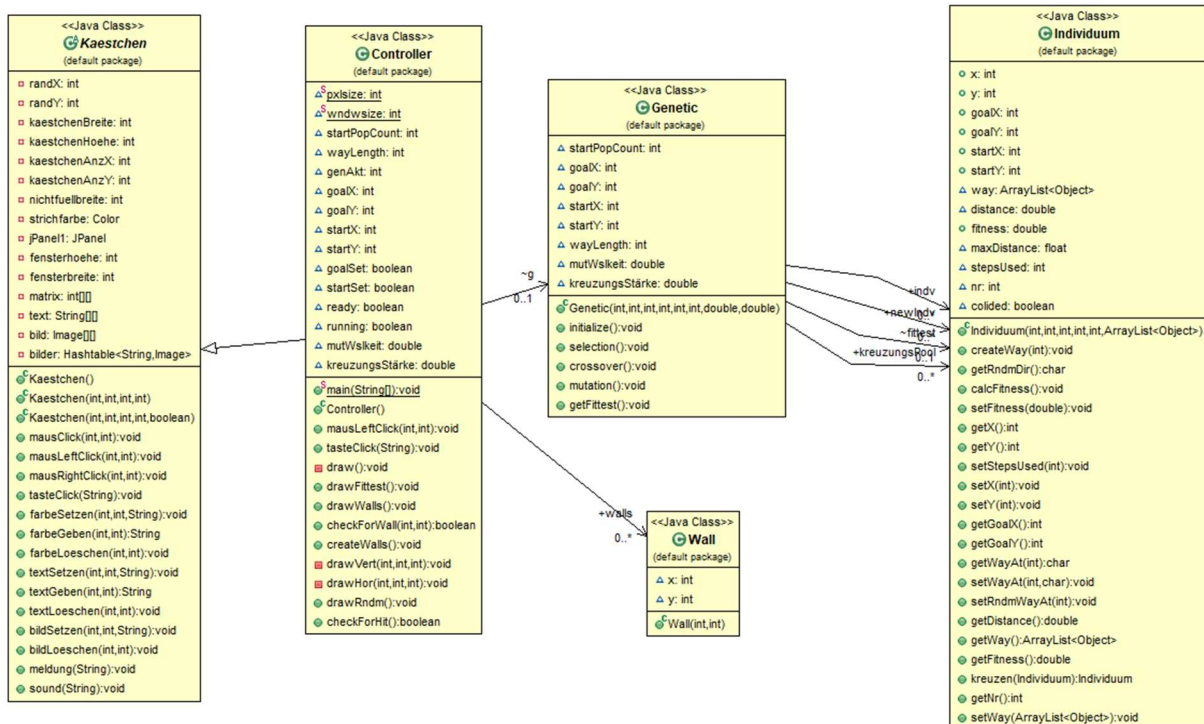 <<Java Class>>
Kaestchen
(default package)
randX: int
randY: int
kaestchenBreite: int
kaestchenHoehe: int
kaestchenAnzX: int
kaestchenAnzY: int
nichtfuellbreite: int
strichfarbe: Color
jPanel1: JPanel
fensterhoehe: int
fensterbreite: int
matrix: int[][]
text: String[][]
bild: Image[][]
bilder: Hashtable<String,Image>
Kaestchen()
Kaestchen(int,int,int,int)
Kaestchen(int,int,int,int,boolean)
mausClick(int,int):void
mausLeftClick(int,int):void
mausRightClick(int,int):void
tasteClick(String):void
farbeSetzen(int,int,String):void
farbeGeben(int,int):String
farbeLoeschen(int,int):void
textSetzen(int,int,String):void
textGeben(int,int):String
textLoeschen(int,int):void
bildSetzen(int,int,String):void
bildLoeschen(int,int):void
meldung(String):void
sound(String):void
<<Java Class>>
Controller
(default package)
pxlsize: int
wndwsize: int
startPopCount: int
wayLength: int
genAkt: int
goalX: int
goalY: int
startX: int
startY: int
goalSet: boolean
startSet: boolean
ready: boolean
running: boolean
mutWslkeit: double
kreuzungsStärke: double
main(String[]):void
Controller()
mausLeftClick(int,int):void
tasteClick(String):void
draw():void
drawFittest():void
drawWalls():void
checkForWall(int,int):boolean
createWalls():void
drawVert(int,int,int):void
drawHor(int,int,int):void
drawRndm():void
checkForHit():boolean
~g
0..1
+walls
0..*
<<Java Class>>
Genetic
(default package)
startPopCount: int
goalX: int
goalY: int
startX: int
startY: int
wayLength: int
mutWslkeit: double
kreuzungsStärke: double
Genetic(int,int,int,int,int,int,double,double)
initialize():void
selection():void
crossover():void
mutation():void
getFittest():void
+indv
+newIndv
~fittest
0..1
+kreuzungsPool
0..*
<<Java Class>>
Wall
(default package)
x: int
y: int
Wall(int,int)
<<Java Class>>
Individuum
(default package)
x: int
y: int
goalX: int
goalY: int
startX: int
startY: int
way: ArrayList<Object>
distance: double
fitness: double
maxDistance: float
stepsUsed: int
nr: int
colided: boolean
Individuum(int,int,int,int,int,ArrayList<Object>)
createWay(int):void
getRndmDir():char
calcFitness():void
setFitness(double):void
getX():int
getY():int
setStepsUsed(int):void
setX(int):void
setY(int):void
getGoalX():int
getGoalY():int
getWayAt(int):char
setWayAt(int,char):void
setRndmWayAt(int):void
getDistance():double
getWay():ArrayList<Object>
getFitness():double
kreuzen(Individuum):Individuum
getNr():int
setWay(ArrayList<Object>):void